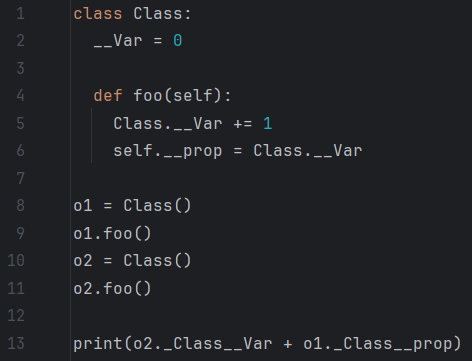 1 class Class:
2   __Var = 0
3
4   def foo(self):
5     Class.__Var += 1
6     self.__prop = Class.__Var
7
8 o1 = Class()
9 o1.foo()
10 o2 = Class()
11 o2.foo()
12
13 print(o2._Class__Var + o1._Class__prop)